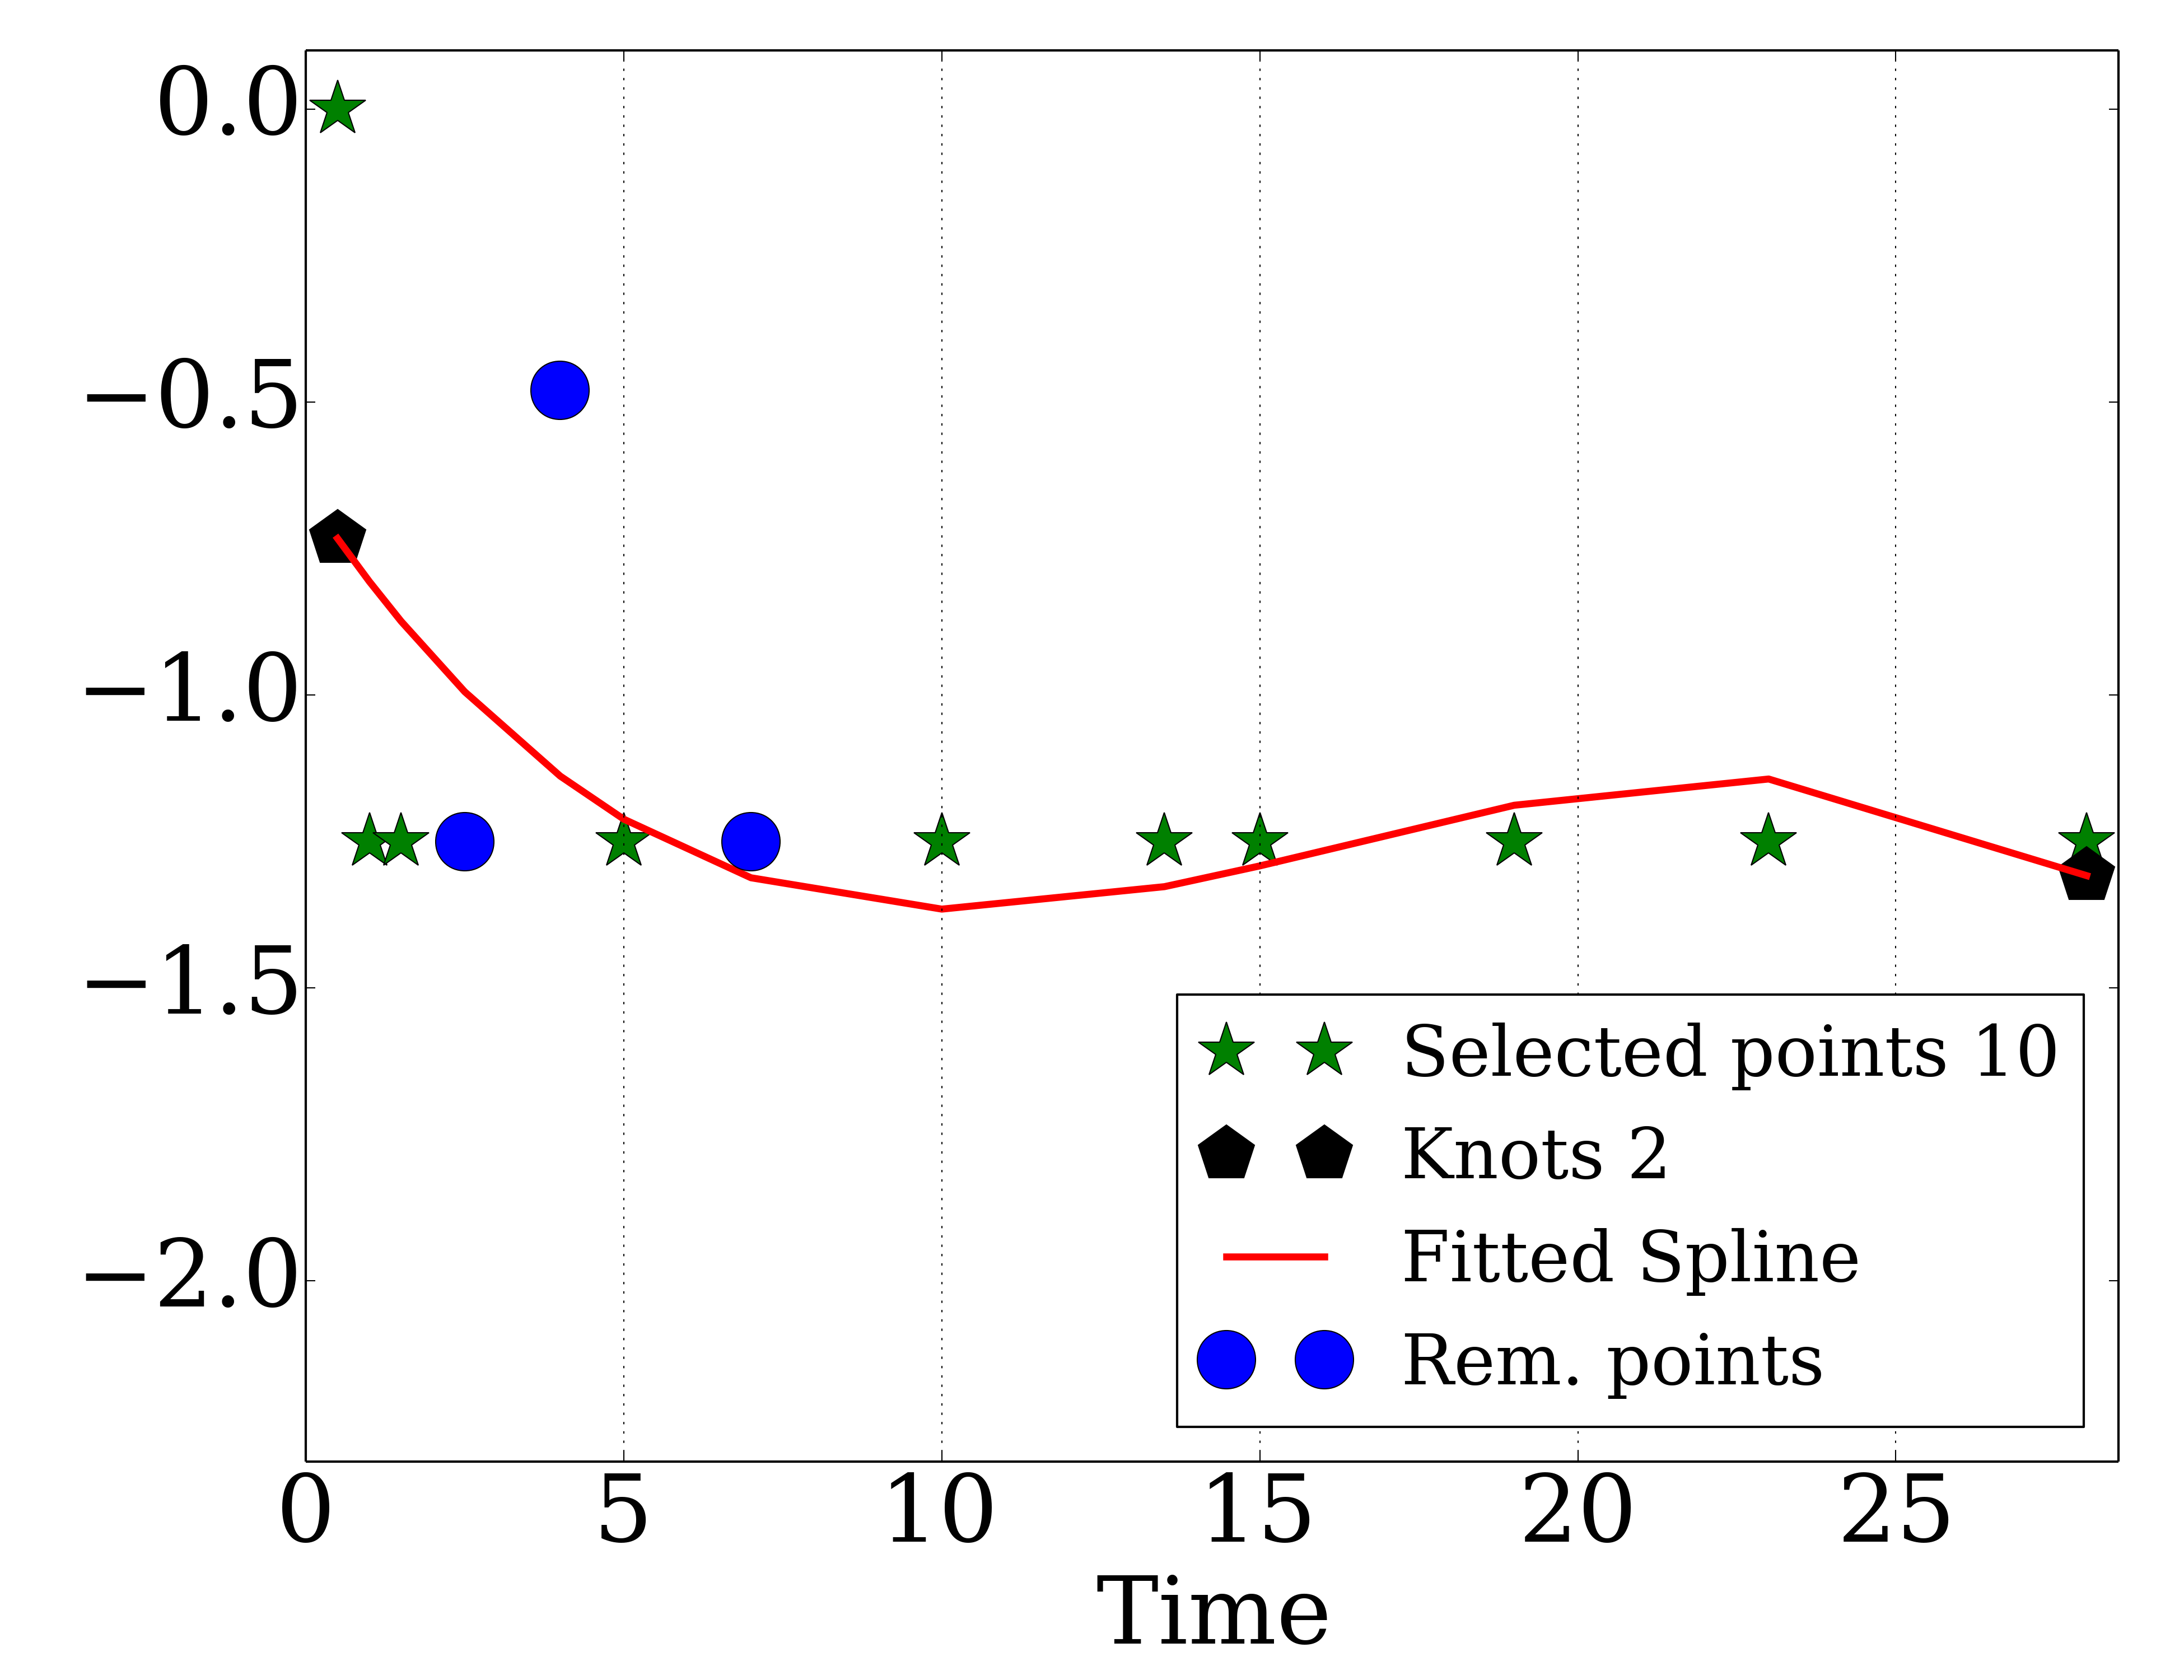 0.0
−0.5
−1.0
−1.5
−2.0
Selected points 10
Knots 2
Fitted Spline
Rem. points
0 5 10 15 20 25
Time